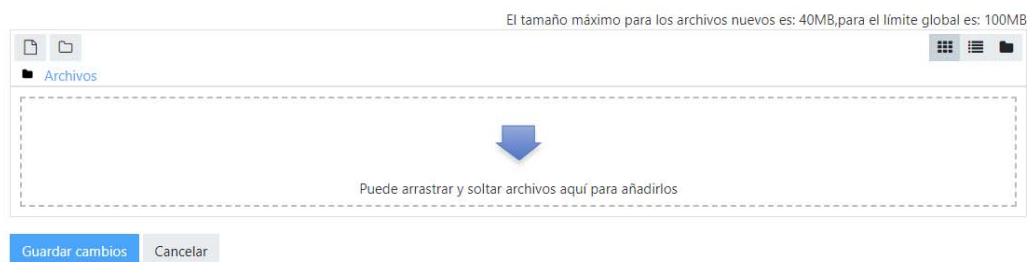 El tamaño máximo para los archivos nuevos es: 40MB,para el límite global es: 100MB
Archivos
Puede arrastrar y soltar archivos aquí para añadirlos
Guardar cambios Cancelar